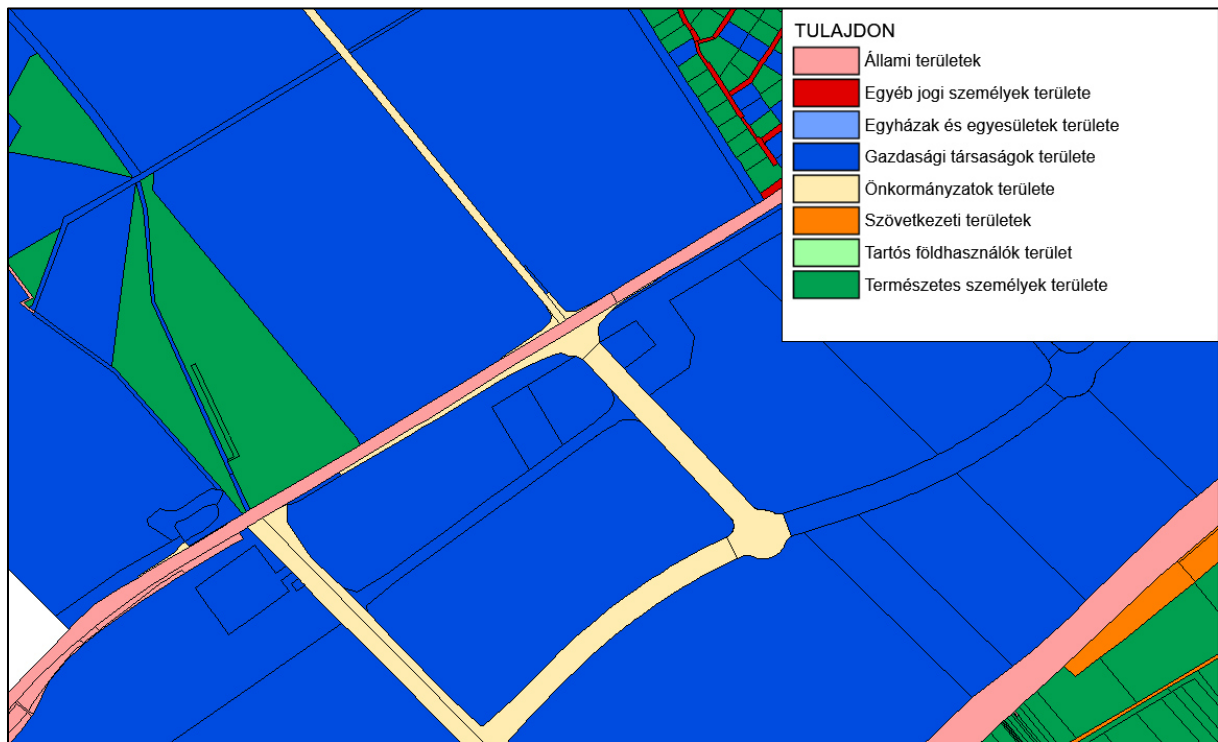 TULAJDON
Állami területek
Egyéb jogi személyek területe
Egyházak és egyesületek területe
Gazdasági társaságok területe
Önkormányzatok területe
Szövetkezeti területek
Tartós földhasználók terület
Természetes személyek területe